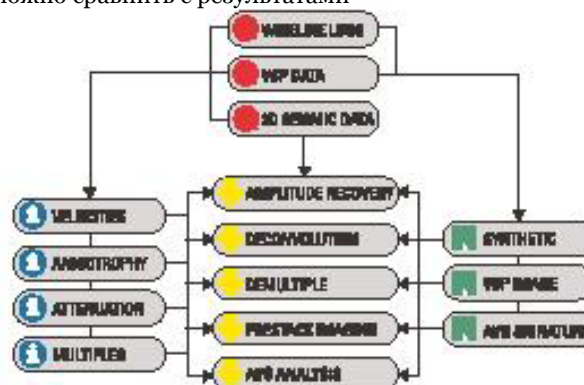 можно сравнить с результатами
WIRELINE LOGS
VSP DATA
3D SEISMIC DATA
AMPLITUDE RECOVERY
DECONVOLUTION
DEMULTIPLE
PRESTACK IMAGING
AVO ANALYSIS
VELOCITIES
ANISOTROPHY
ATTENUATION
MULTIPLES
SYNTHETIC
VSP IMAGE
AVO SIGNATURE